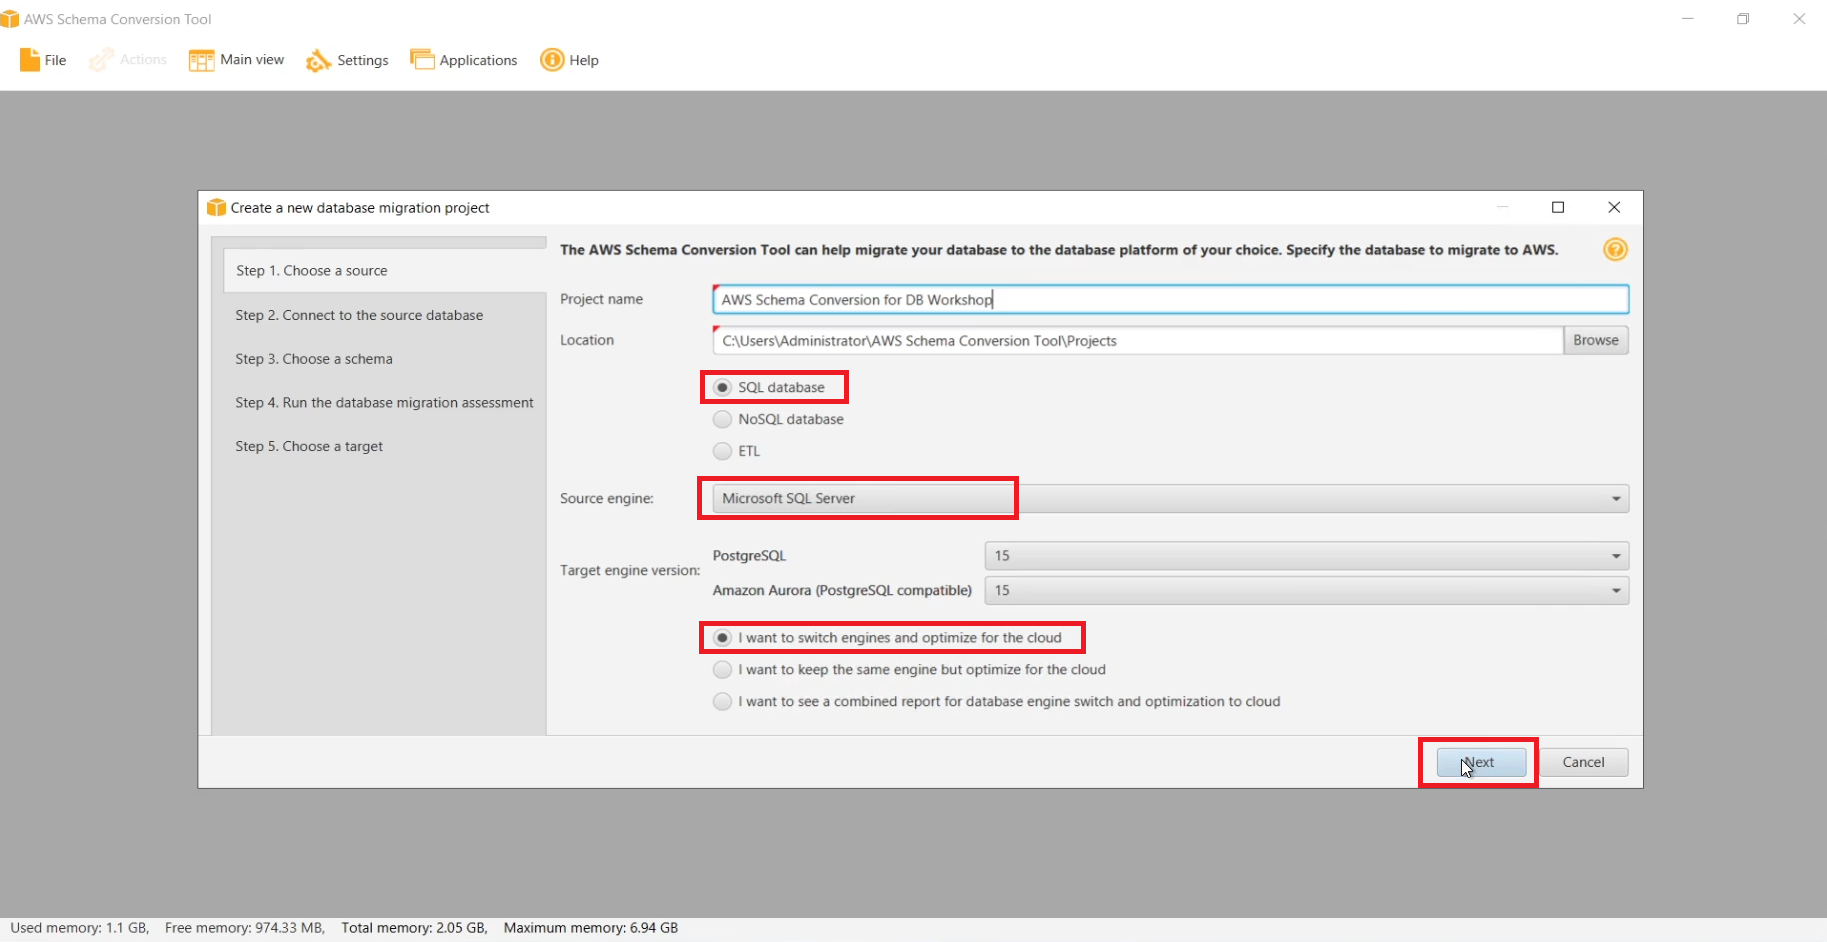 AWS Schema Conversion Tool
File Actions Main view Settings Applications Help
Create a new database migration project
Step 1. Choose a source
Step 2. Connect to the source database
Step 3. Choose a schema
Step 4. Run the database migration assessment
Step 5. Choose a target
The AWS Schema Conversion Tool can help migrate your database to the database platform of your choice. Specify the database to migrate to AWS.
Project name AWS Schema Conversion for DB Workshop
Location C:\Users\Administrator\AWS Schema Conversion Tool\Projects Browse
SQL database
NoSQL database
ETL
Source engine: Microsoft SQL Server
Target engine version:
PostgreSQL 15
Amazon Aurora (PostgreSQL compatible) 15
I want to switch engines and optimize for the cloud
I want to keep the same engine but optimize for the cloud
I want to see a combined report for database engine switch and optimization to cloud
Next Cancel
Used memory: 1.1 GB, Free memory: 974.33 MB, Total memory: 2.05 GB, Maximum memory: 6.94 GB